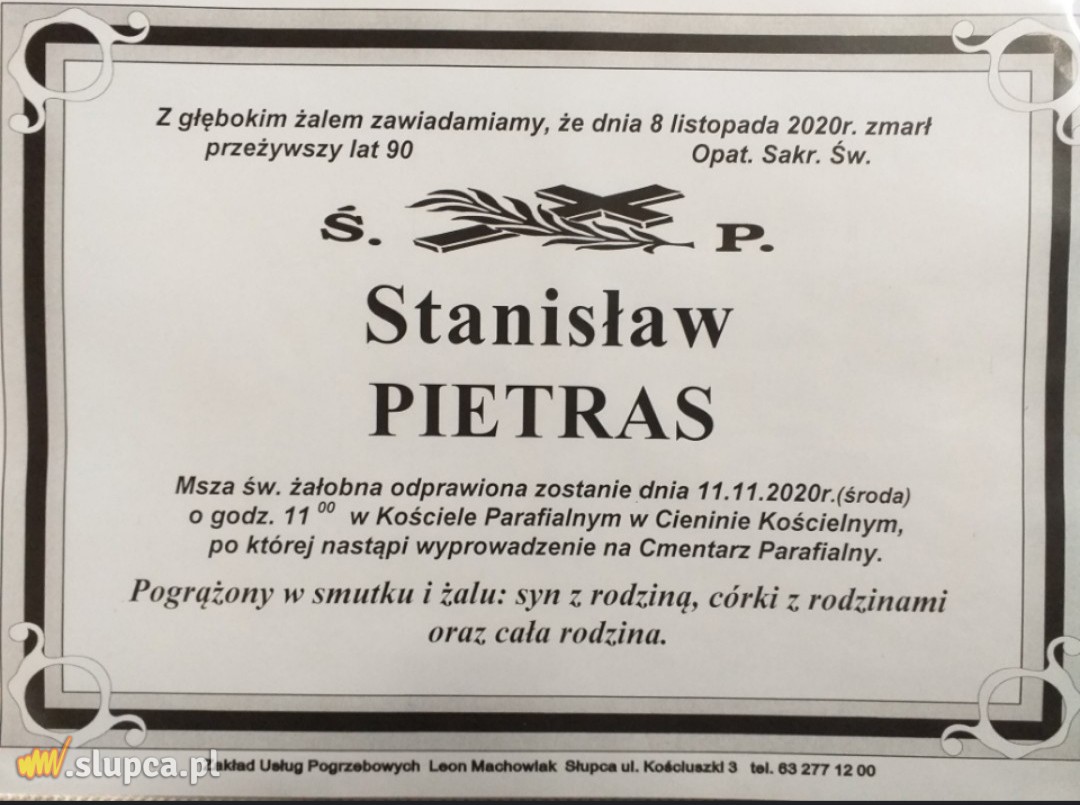 Z głębokim żalem zawiadamiamy, że dnia 8 listopada 2020r. zmarł
przeżywszy lat 90 Opat. Sakr. Św.
Ś. P.
Stanisław
PIETRAS
Msza św. żałobna odprawiona zostanie dnia 11.11.2020r.(środa)
o godz. 11 00 w Kościele Parafialnym w Cieninie Kościelnym,
po której nastąpi wyprowadzenie na Cmentarz Parafialny.
Pogrążony w smutku i żalu: syn z rodziną, córki z rodzinami
oraz cała rodzina.
.slupca.pl
Zakład Usług Pogrzebowych Leon Machowiak Słupca ul. Kościuszki 3 tel. 63 277 12 00